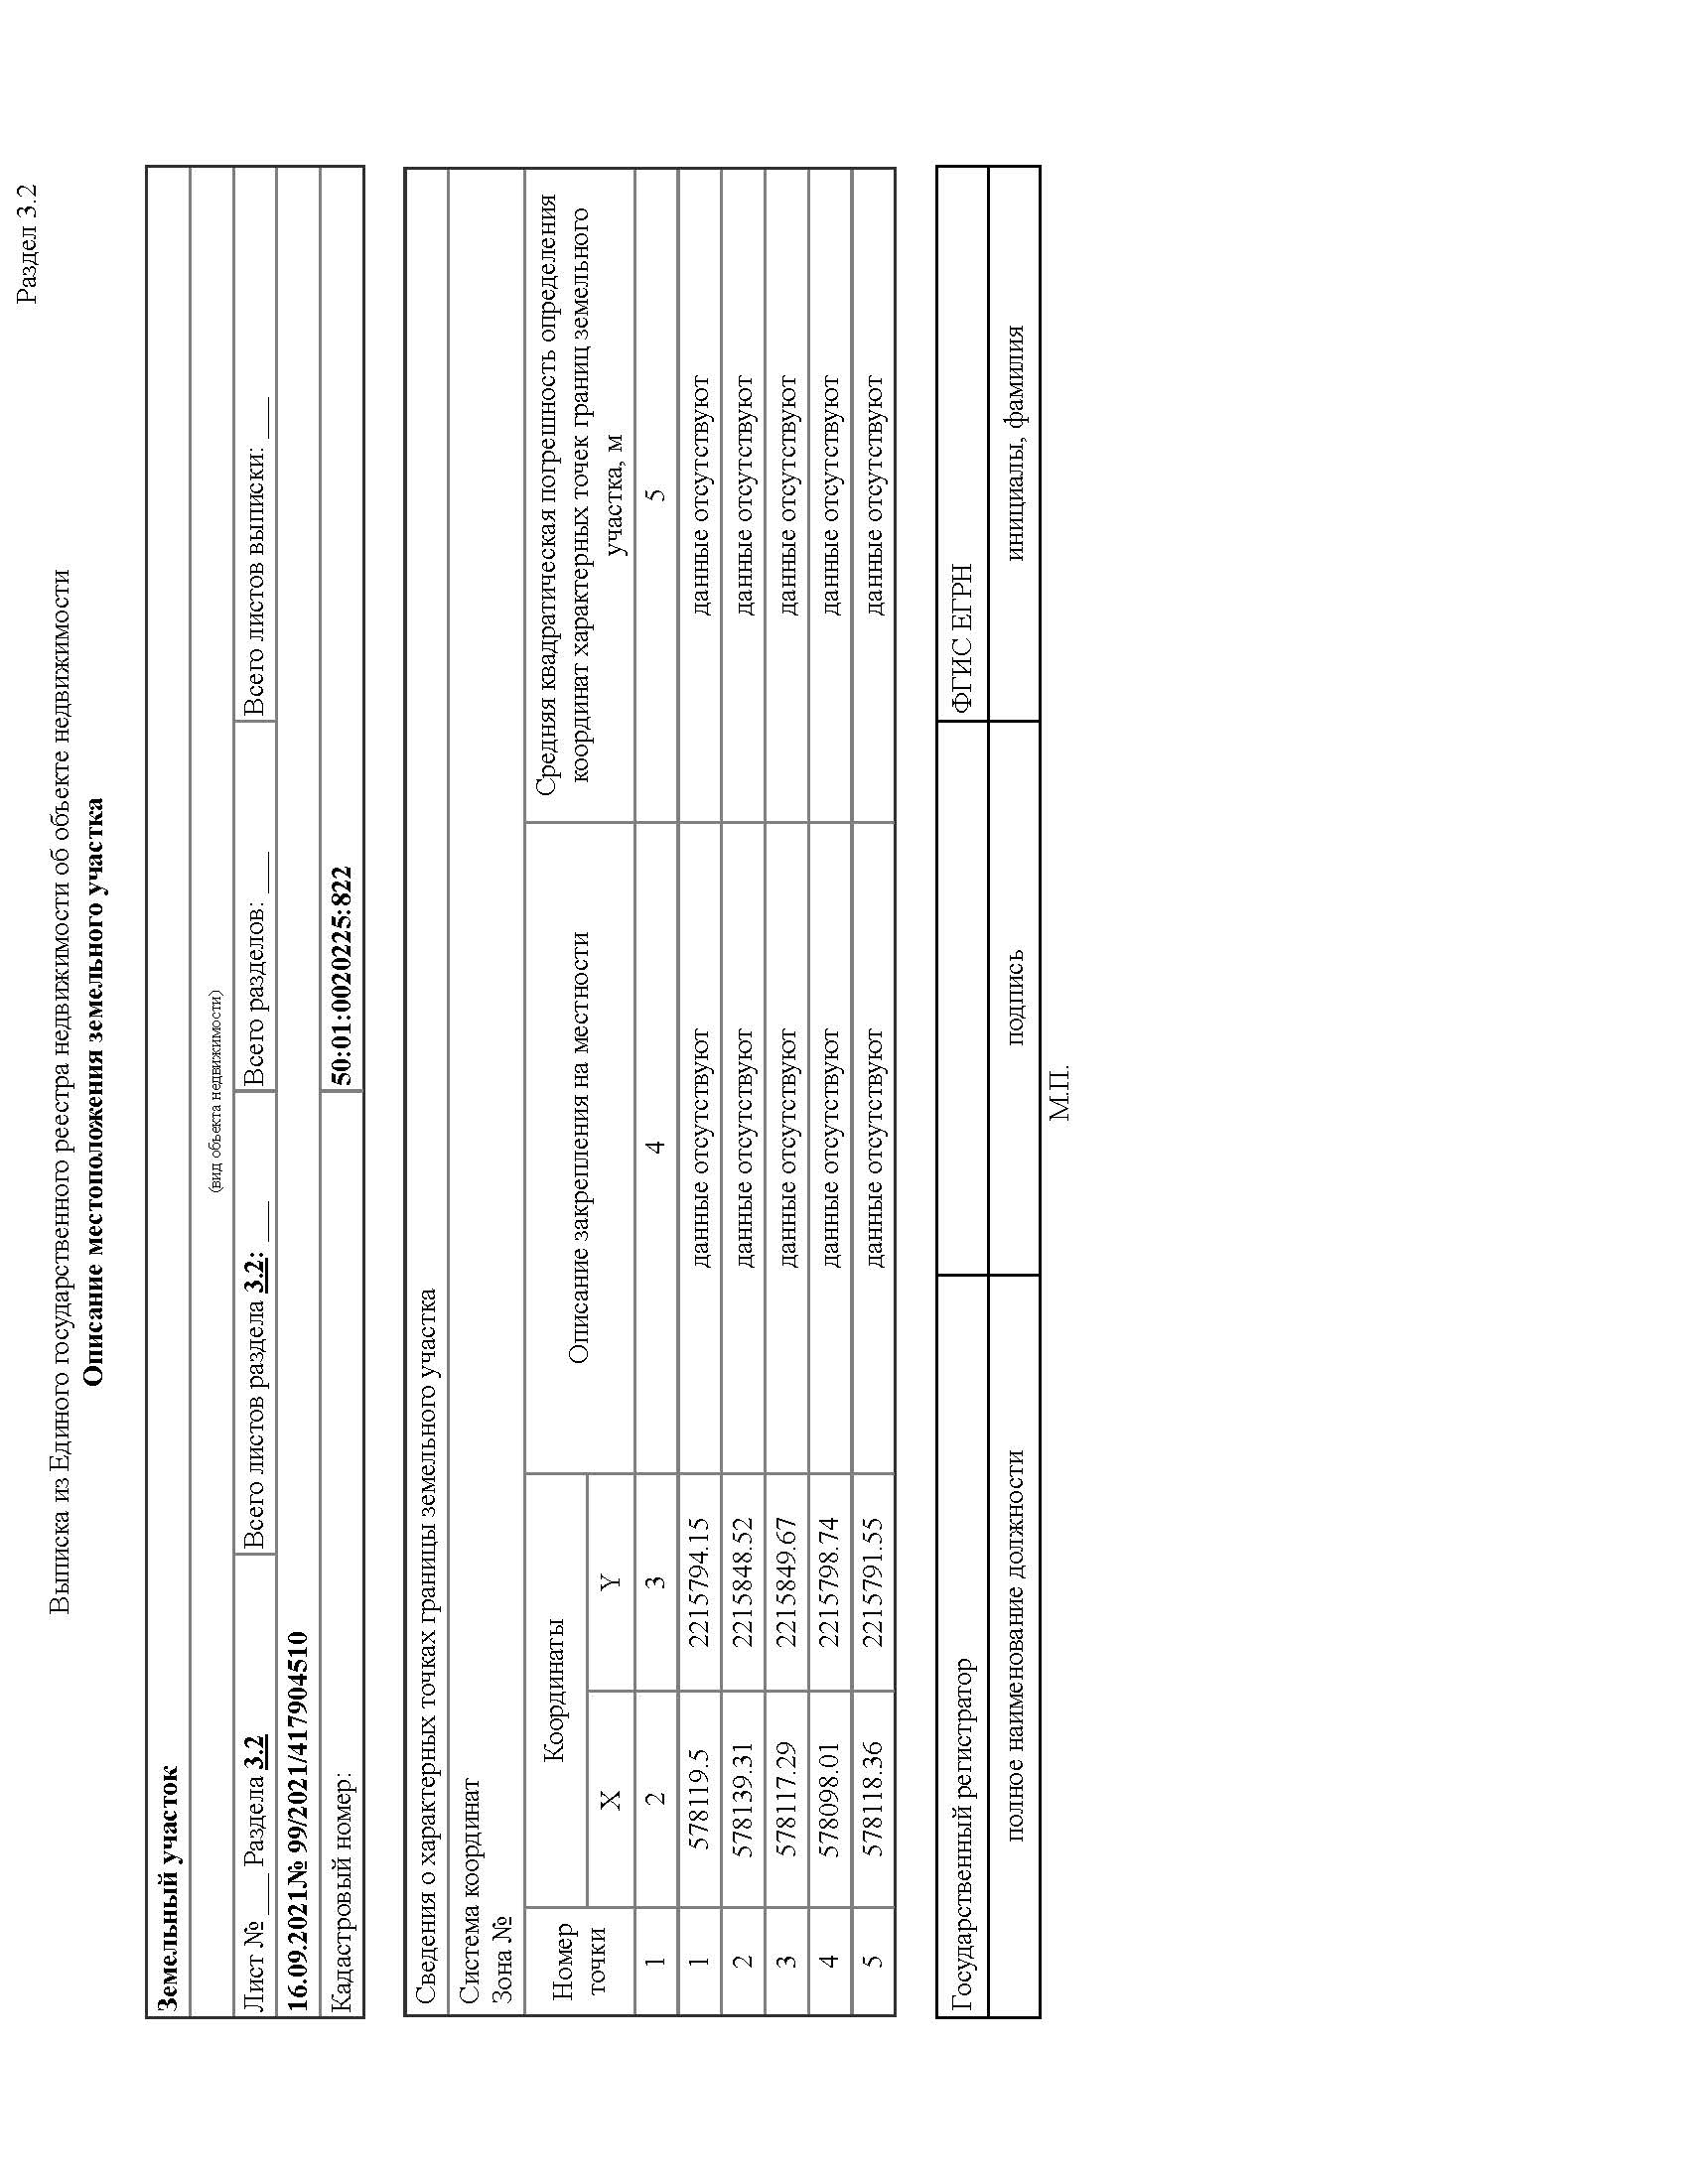 Раздел 3.2
Выписка из Единого государственного реестра недвижимости об объекте недвижимости
Описание местоположения земельного участка
Земельный участок
(вид объекта недвижимости)
Лист № ___ Раздела 3.2 Всего листов раздела 3.2: ___ Всего разделов: ___ Всего листов выписки: ___
16.09.2021№ 99/2021/417904510
Кадастровый номер: 50:01:0020225:822
Сведения о характерных точках границы земельного участка
Система координат
Зона №
Номер точки Координаты Описание закрепления на местности Средняя квадратическая погрешность определения
координат характерных точек границ земельного
участка, м
X Y
1 2 3 4 5
1 578119.5 2215794.15 данные отсутствуют данные отсутствуют
2 578139.31 2215848.52 данные отсутствуют данные отсутствуют
3 578117.29 2215849.67 данные отсутствуют данные отсутствуют
4 578098.01 2215798.74 данные отсутствуют данные отсутствуют
5 578118.36 2215791.55 данные отсутствуют данные отсутствуют
Государственный регистратор ФГИС ЕГРН
полное наименование должности подпись инициалы, фамилия
М.П.